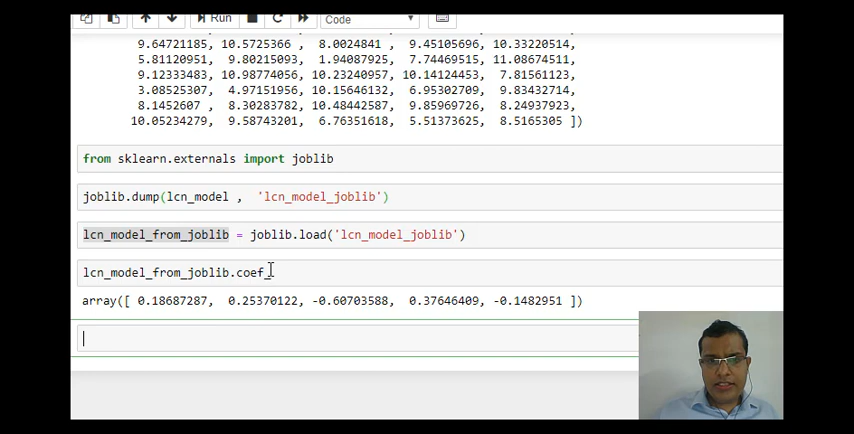 Run
Code
9.64721185, 10.5725366 , 8.0024841 , 9.45105696, 10.33220514,
5.81120951, 9.80215093, 1.94087925, 7.74469515, 11.08674511,
9.12333483, 10.98774056, 10.23240957, 10.14124453, 7.81561123,
3.08525307, 4.97151956, 10.15646132, 6.95302709, 9.83432714,
8.1452607 , 8.30283782, 10.48442587, 9.85969726, 8.24937923,
10.05234279, 9.58743201, 6.76351618, 5.51373625, 8.5165305 ])
from sklearn.externals import joblib
joblib.dump(lcn_model , 'lcn_model_joblib')
lcn_model_from_joblib = joblib.load('lcn_model_joblib')
lcn_model_from_joblib.coef_
array([ 0.18687287, 0.25370122, -0.60703588, 0.37646409, -0.1482951 ])